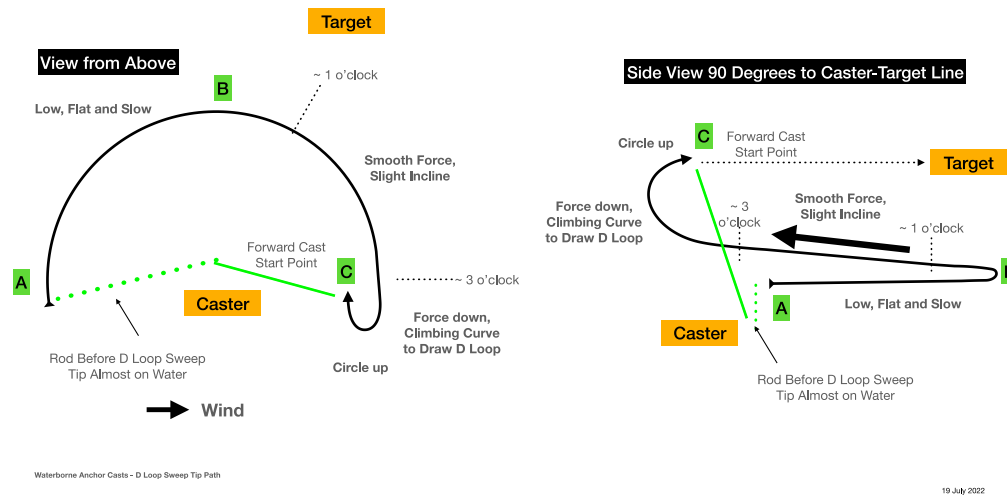 Target
View from Above
~ 1 o’clock
B
Low, Flat and Slow
Smooth Force,
Slight Incline
Forward Cast
Start Point
C
A
~ 3 o’clock
Caster
Force down,
Climbing Curve
to Draw D Loop
Circle up
Rod Before D Loop Sweep
Tip Almost on Water
Wind
Waterborne Anchor Casts – D Loop Sweep Tip Path
Side View 90 Degrees to Caster-Target Line
C
Forward Cast
Start Point
Circle up
Target
Smooth Force,
Slight Incline
~ 3
o’clock
Force down,
Climbing Curve
to Draw D Loop
~ 1 o’clock
A
Low, Flat and Slow
Caster
Rod Before D Loop Sweep
Tip Almost on Water
19 July 2022